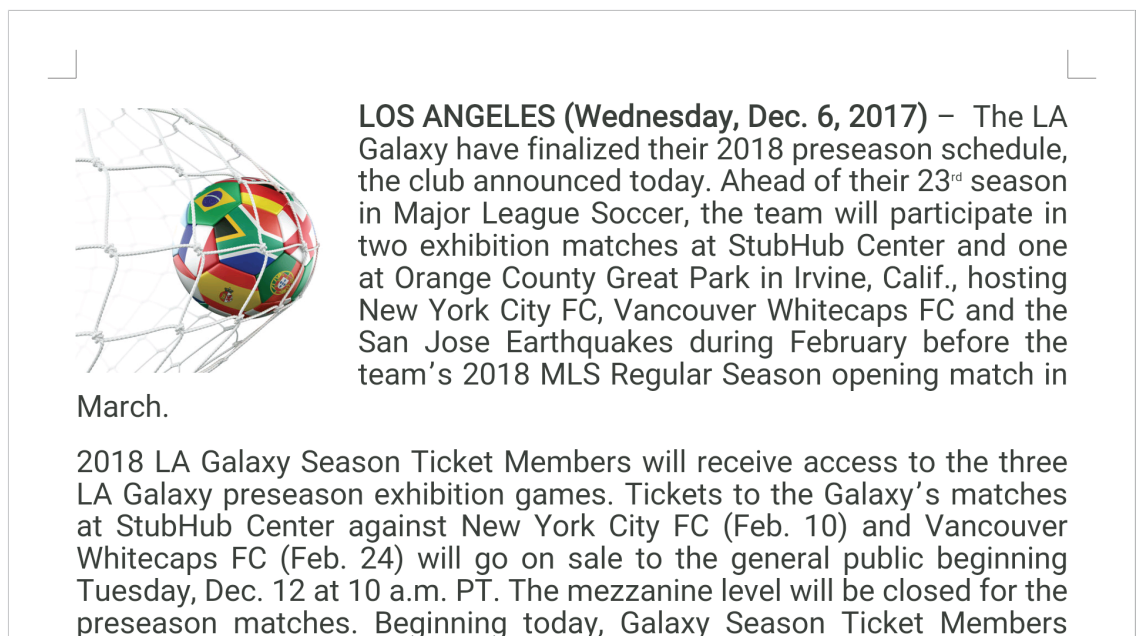 LOS ANGELES (Wednesday, Dec. 6, 2017) –  The LA
Galaxy have finalized their 2018 preseason schedule,
the club announced today. Ahead of their 23rd season
in Major League Soccer, the team will participate in
two exhibition matches at StubHub Center and one
at Orange County Great Park in Irvine, Calif., hosting
New York City FC, Vancouver Whitecaps FC and the
San Jose Earthquakes during February before the
team’s 2018 MLS Regular Season opening match in
March.
2018 LA Galaxy Season Ticket Members will receive access to the three
LA Galaxy preseason exhibition games. Tickets to the Galaxy’s matches
at StubHub Center against New York City FC (Feb. 10) and Vancouver
Whitecaps FC (Feb. 24) will go on sale to the general public beginning
Tuesday, Dec. 12 at 10 a.m. PT. The mezzanine level will be closed for the
preseason matches. Beginning today, Galaxy Season Ticket Members